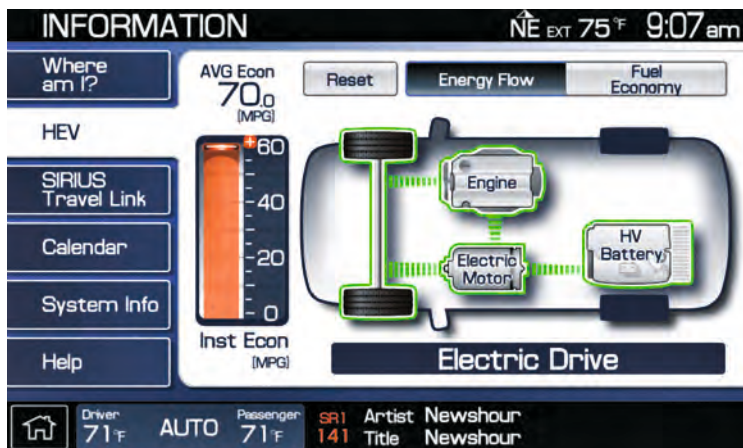 INFORMATION
NE EXT 75°F 9:07am
Where
am I?
HEV
SIRIUS
Travel Link
Calendar
System Info
Help
AVG Econ
70.0
(MPG)
60
40
20
0
Inst Econ
(MPG)
Reset
Energy Flow
Fuel
Economy
Engine
Electric
Motor
HV
Battery
Electric Drive
Driver
71°F
AUTO
Passenger
71°F
SR1 Artist Newshour
141 Title Newshour